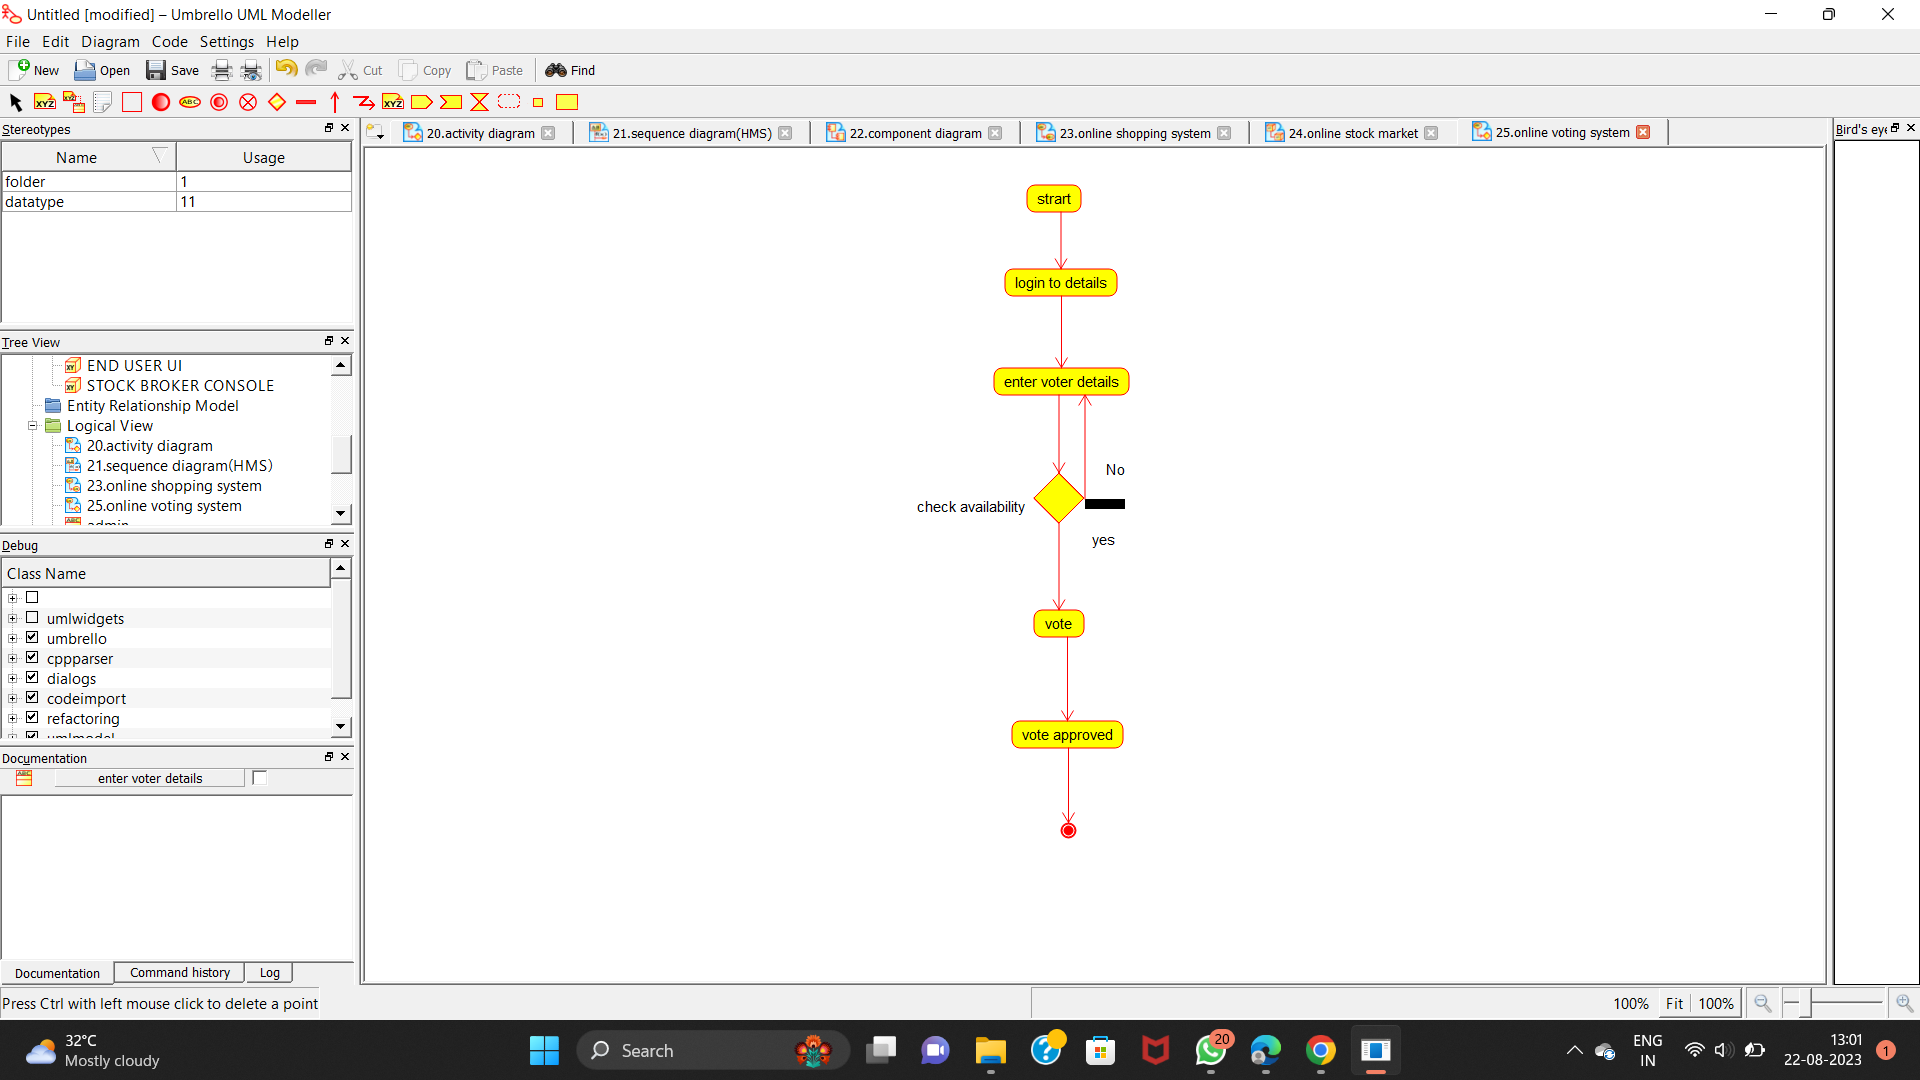 Untitled [modified] – Umbrello UML Modeller
File Edit Diagram Code Settings Help
New Open Save Cut Copy Paste Find
XYZ XYZ ABC XYZ
Stereotypes
Name Usage
folder 1
datatype 11
Tree View
END USER UI
STOCK BROKER CONSOLE
Entity Relationship Model
Logical View
20.activity diagram
21.sequence diagram(HMS)
23.online shopping system
25.online voting system
admin
Debug
Class Name
umlwidgets
umbrello
cppparser
dialogs
codeimport
refactoring
umlmodel
Documentation
enter voter details
Documentation Command history Log
Press Ctrl with left mouse click to delete a point
20.activity diagram 21.sequence diagram(HMS) 22.component diagram 23.online shopping system 24.online stock market 25.online voting system
Bird's eye
strart
login to details
enter voter details
No
check availability
yes
vote
vote approved
100% Fit 100%
32°C
Mostly cloudy
Search
20
ENG
IN
13:01
22-08-2023
1